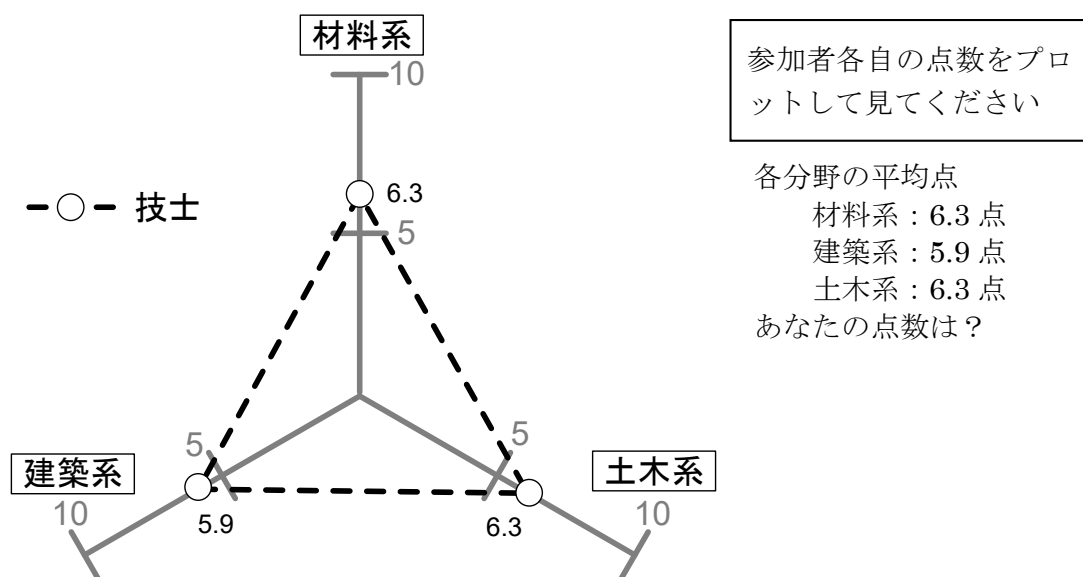 材料系
10
6.3
5
技士
5
建築系
10
5.9
5
土木系
10
6.3
参加者各自の点数をプロ
ットして見てください
各分野の平均点
材料系：6.3 点
建築系：5.9 点
土木系：6.3 点
あなたの点数は？